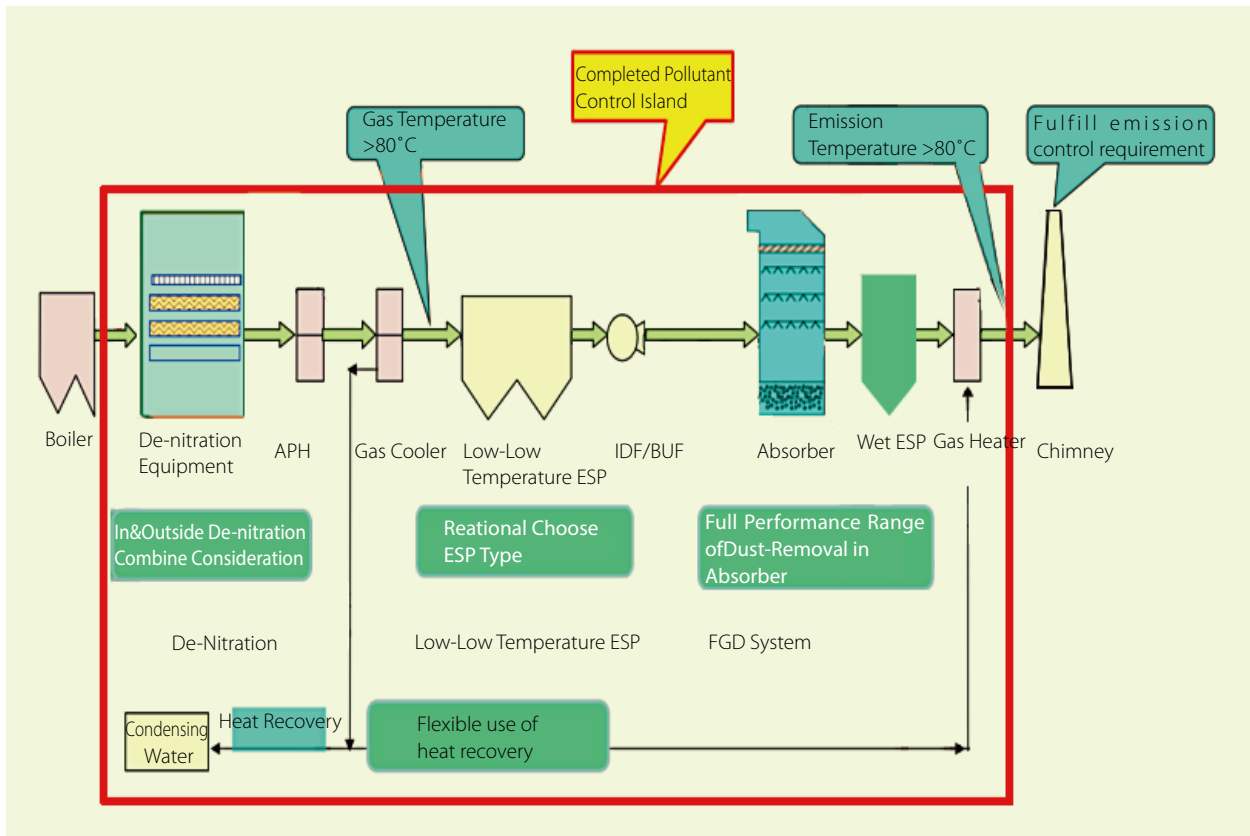 Completed Pollutant
Control Island
Gas Temperature
>80˚C
Emission
Temperature >80˚C
Fulfill emission
control requirement
Boiler
De-nitration
Equipment
APH
Gas Cooler
Low-Low
Temperature ESP
IDF/BUF
Absorber
Wet ESP
Gas Heater
Chimney
In&Outside De-nitration
Combine Consideration
Reational Choose
ESP Type
Full Performance Range
ofDust-Removal in
Absorber
De-Nitration
Low-Low Temperature ESP
FGD System
Condensing
Water
Heat Recovery
Flexible use of
heat recovery